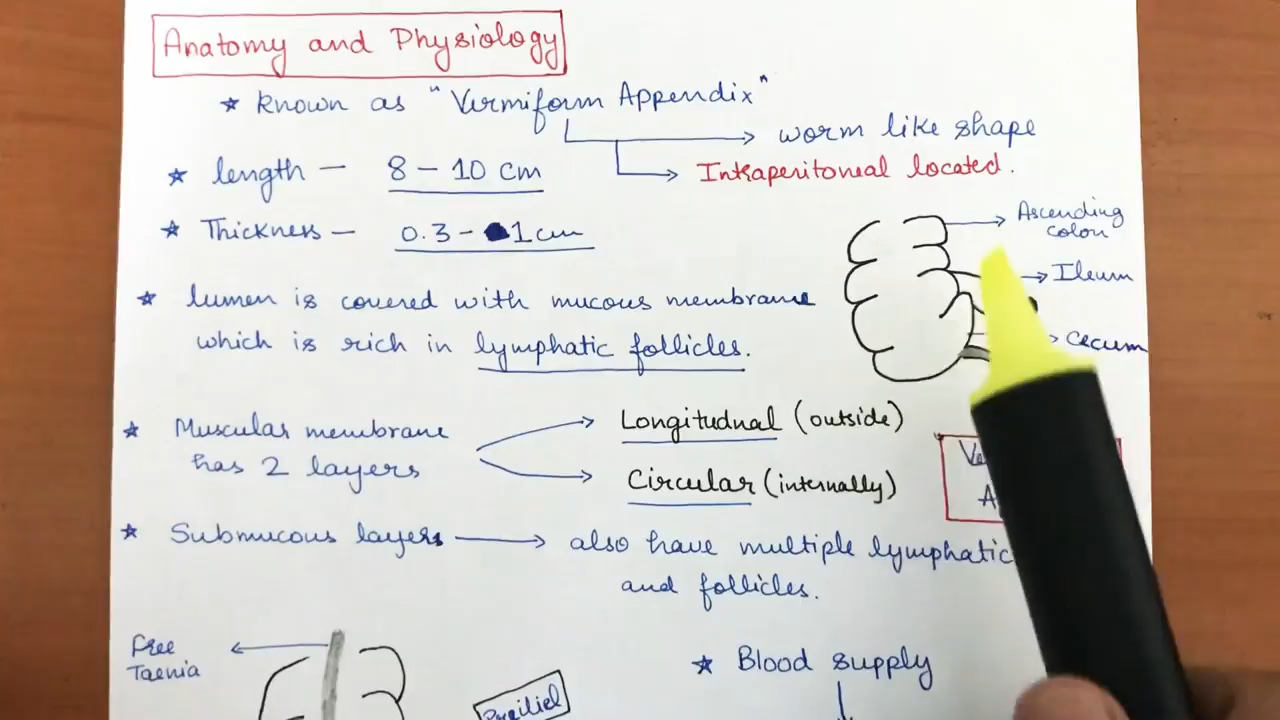 Anatomy and Physiology
★ known as "Vermiform Appendix"
worm like shape
Intraperitoneal located.
★ length – 8 – 10 cm
★ Thickness – 0.3 – 1 cm
Ascending
colon
Ileum
Cecum
★ lumen is covered with mucous membrane
which is rich in lymphatic follicles.
★ Muscular membrane
has 2 layers
Longitudnal (outside)
Circular (internally)
★ Submucous layers → also have multiple lymphatic
and follicles.
Free
Taenia
★ Blood supply